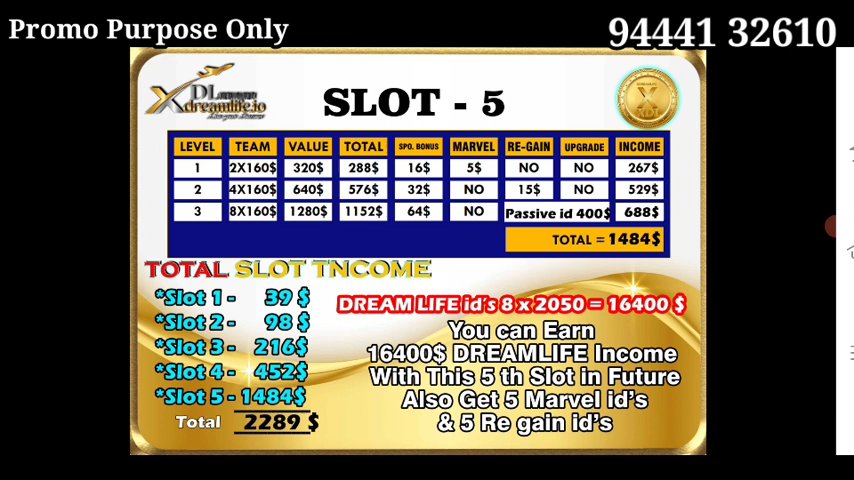 Promo Purpose Only
94441 32610
Xdreamlife.io
SLOT - 5
X
XDL
LEVEL TEAM VALUE TOTAL SPO. BONUS MARVEL RE-GAIN UPGRADE INCOME
1 2X160$ 320$ 288$ 16$ 5$ NO NO 267$
2 4X160$ 640$ 576$ 32$ NO 15$ NO 529$
3 8X160$ 1280$ 1152$ 64$ NO Passive id 400$ 688$
TOTAL = 1484$
TOTAL SLOT TNCOME
*Slot 1 - 39 $
*Slot 2 - 98 $
*Slot 3 - 216$
*Slot 4 - 452$
*Slot 5 - 1484$
Total 2289 $
DREAM LIFE id's 8 x 2050 = 16400 $
You can Earn
16400$ DREAMLIFE Income
With This 5 th Slot in Future
Also Get 5 Marvel id's
& 5 Re gain id's